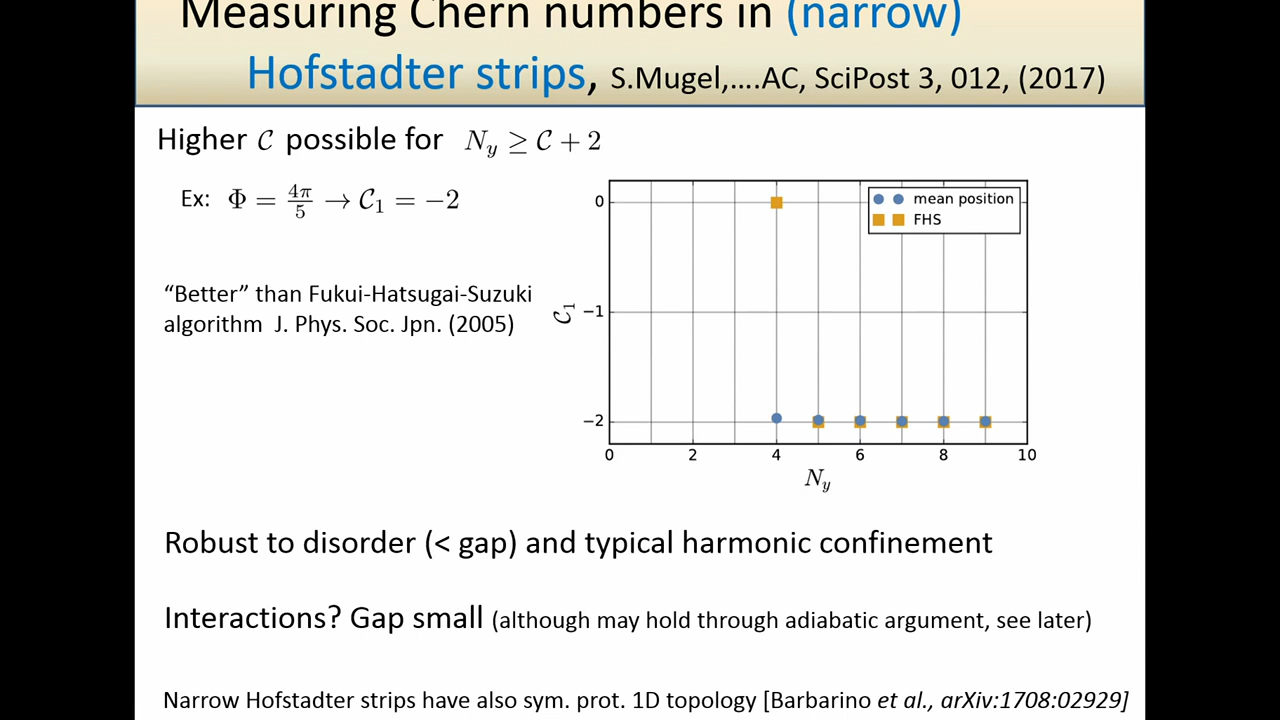 Measuring Chern numbers in (narrow)
Hofstadter strips, S.Mugel,....AC, SciPost 3, 012, (2017)
Higher 𝒞 possible for N_y ≥ 𝒞 + 2
Ex: Φ = 4π/5 → 𝒞₁ = −2
"Better" than Fukui-Hatsugai-Suzuki
algorithm J. Phys. Soc. Jpn. (2005)
mean position
FHS
0
−1
−2
𝒞₁
0 2 4 6 8 10
N_y
Robust to disorder (< gap) and typical harmonic confinement
Interactions? Gap small (although may hold through adiabatic argument, see later)
Narrow Hofstadter strips have also sym. prot. 1D topology [Barbarino et al., arXiv:1708:02929]